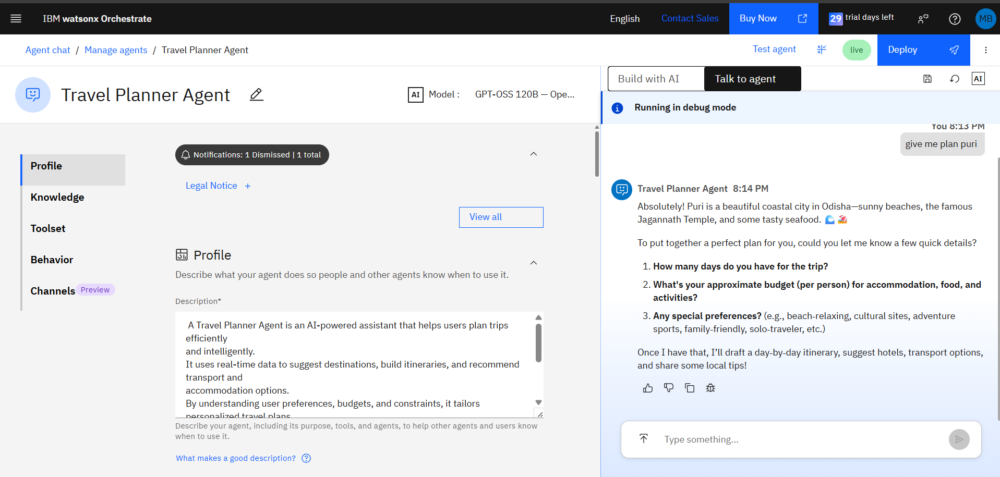 IBM watsonx Orchestrate
English
Contact Sales
Buy Now
29 trial days left
MB
Agent chat / Manage agents / Travel Planner Agent
Test agent
live
Deploy
Travel Planner Agent
AI Model : GPT-OSS 120B — Ope...
Profile
Knowledge
Toolset
Behavior
Channels Preview
Notifications: 1 Dismissed | 1 total
Legal Notice +
View all
Profile
Describe what your agent does so people and other agents know when to use it.
Description*
A Travel Planner Agent is an AI-powered assistant that helps users plan trips
efficiently
and intelligently.
It uses real-time data to suggest destinations, build itineraries, and recommend
transport and
accommodation options.
By understanding user preferences, budgets, and constraints, it tailors
personalized travel plans
Describe your agent, including its purpose, tools, and agents, to help other agents and users know
when to use it.
What makes a good description?
Build with AI
Talk to agent
AI
Running in debug mode
You 8:13 PM
give me plan puri
Travel Planner Agent 8:14 PM
Absolutely! Puri is a beautiful coastal city in Odisha—sunny beaches, the famous
Jagannath Temple, and some tasty seafood. 🌊 🏖️
To put together a perfect plan for you, could you let me know a few quick details?
1. How many days do you have for the trip?
2. What's your approximate budget (per person) for accommodation, food, and
activities?
3. Any special preferences? (e.g., beach-relaxing, cultural sites, adventure
sports, family-friendly, solo-traveler, etc.)
Once I have that, I’ll draft a day-by-day itinerary, suggest hotels, transport options,
and share some local tips!
Type something...